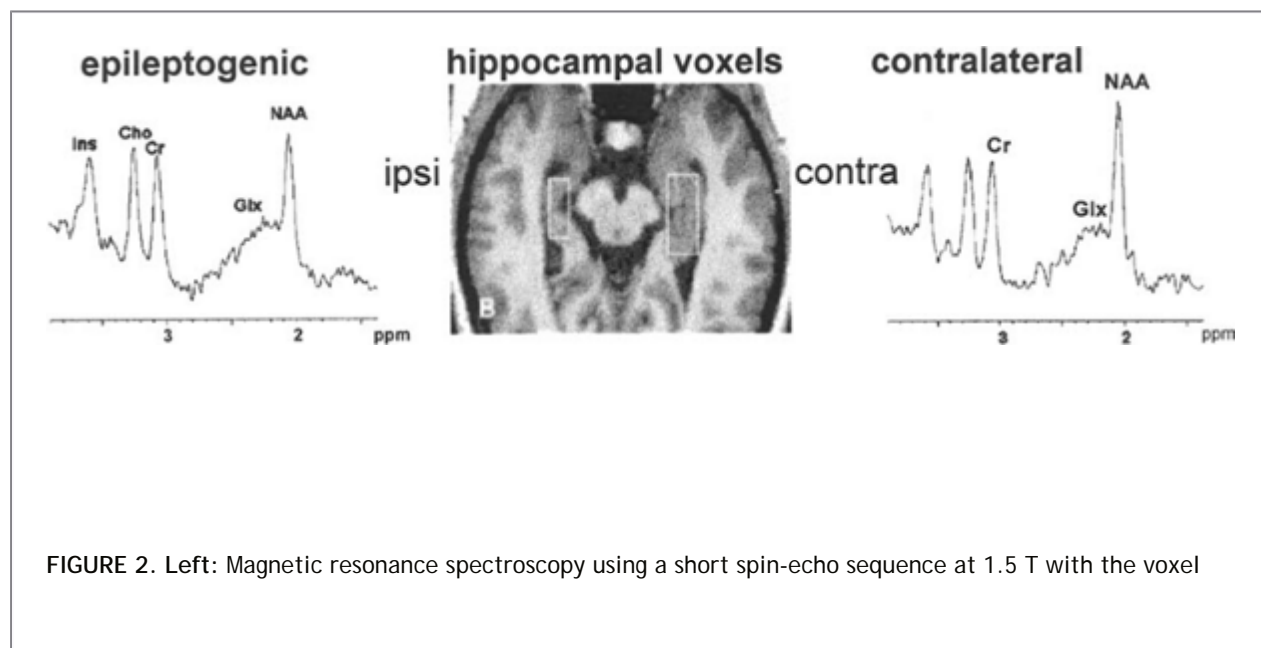 epileptogenic
hippocampal voxels
contralateral
Ins
Cho
Cr
Glx
NAA
3
2
ppm
ipsi
contra
B
Cr
Glx
NAA
3
2
ppm
FIGURE 2. Left: Magnetic resonance spectroscopy using a short spin-echo sequence at 1.5 T with the voxel